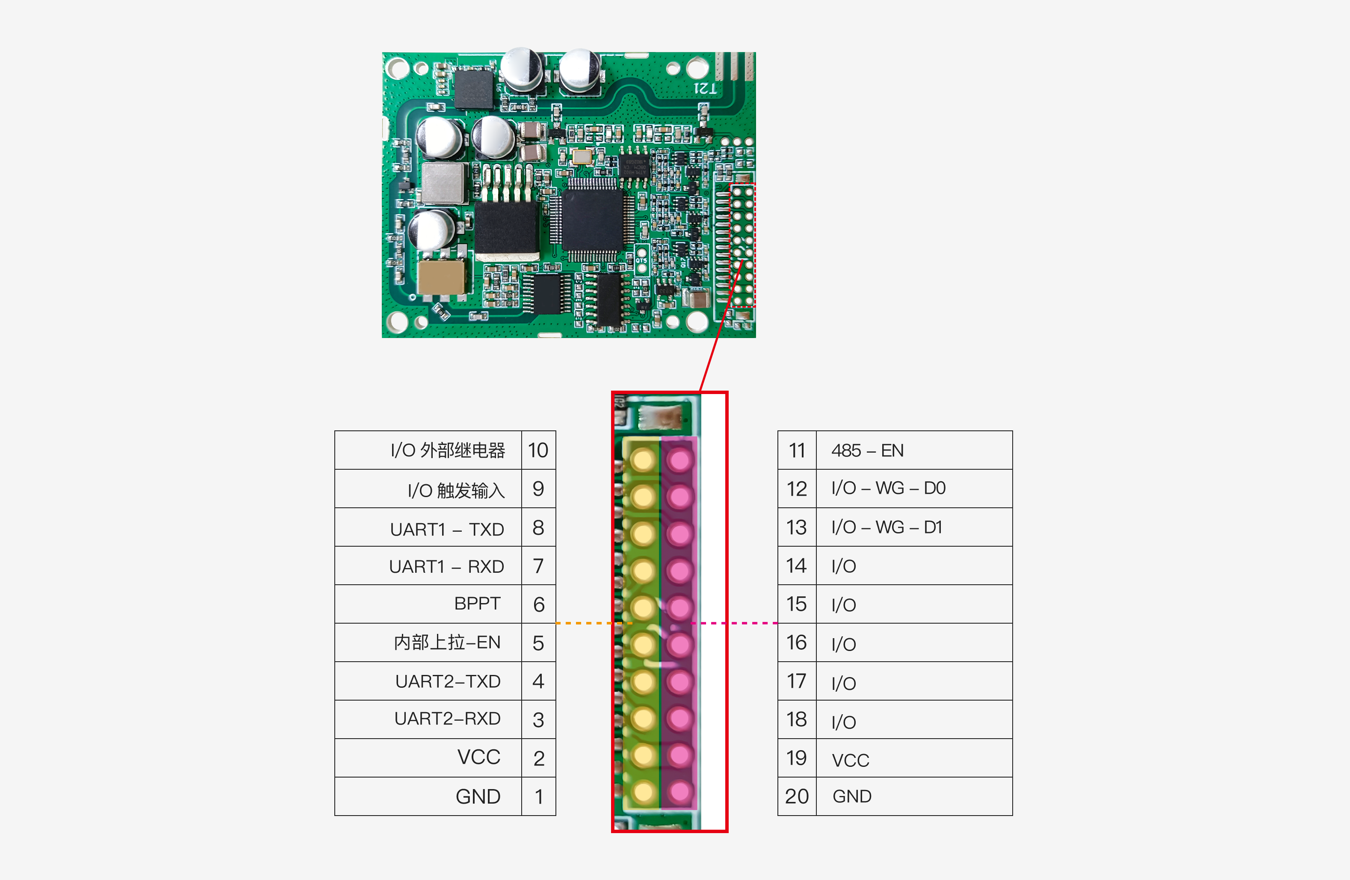 T21
QT5
I/O 外部继电器 10
I/O 触发输入 9
UART1 – TXD 8
UART1 – RXD 7
BPPT 6
内部上拉–EN 5
UART2–TXD 4
UART2–RXD 3
VCC 2
GND 1
11 485 – EN
12 I/O – WG – D0
13 I/O – WG – D1
14 I/O
15 I/O
16 I/O
17 I/O
18 I/O
19 VCC
20 GND